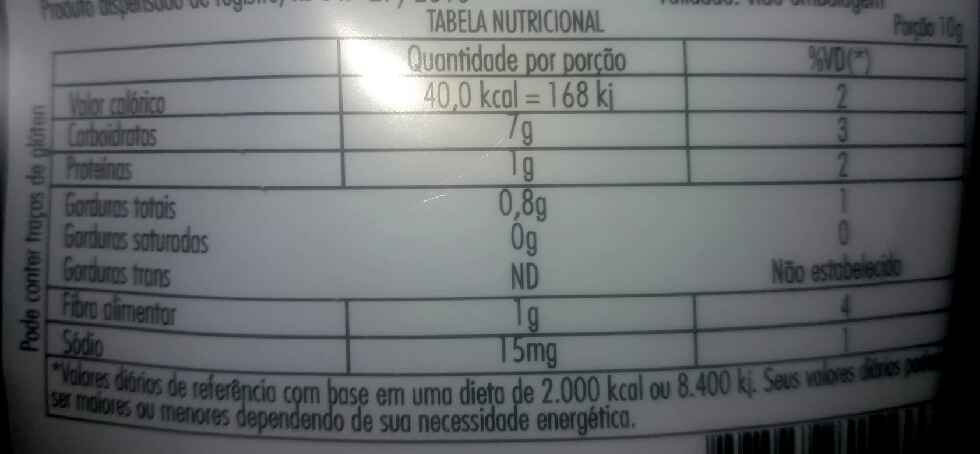 Produto dispensado de registro,
TABELA NUTRICIONAL
Porção 10g
Quantidade por porção %VD(*)
Valor calórico 40,0 kcal = 168 kj 2
Carboidratos 7g 3
Proteínas 1g 2
Gorduras totais 0,8g 1
Gorduras saturadas 0g 0
Gorduras trans ND Não estabelecido
Fibra alimentar 1g 4
Sódio 15mg 1
*Valores diários de referência com base em uma dieta de 2.000 kcal ou 8.400 kj. Seus valores diários podem
ser maiores ou menores dependendo de sua necessidade energética.
Pode conter traços de glúten